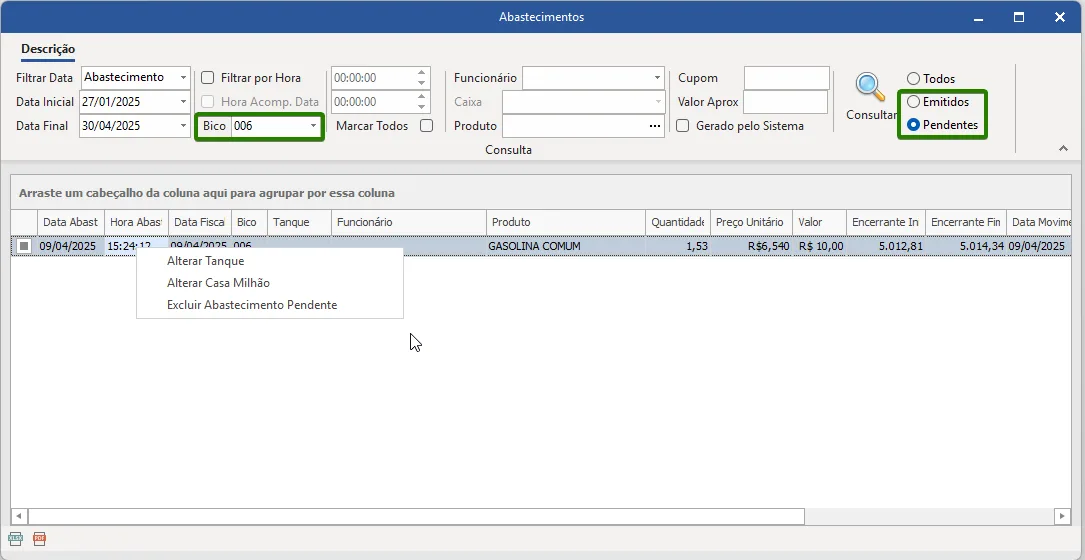 Abastecimentos
Descrição
Filtrar Data Abastecimento Filtrar por Hora 00:00:00 Funcionário Cupom Todos
Data Inicial 27/01/2025 Hora Acomp. Data 00:00:00 Caixa Valor Aprox Consultar Emitidos
Data Final 30/04/2025 Bico 006 Marcar Todos Produto ... Gerado pelo Sistema Pendentes
Consulta
Arraste um cabeçalho da coluna aqui para agrupar por essa coluna
Data Abast Hora Abas Data Fisca Bico Tanque Funcionário Produto Quantidade Preço Unitário Valor Encerrante In Encerrante Fin Data Movime
09/04/2025 15:24:12 09/04/2025 006 GASOLINA COMUM 1,53 R$6,540 R$ 10,00 5.012,81 5.014,34 09/04/2025
Alterar Tanque
Alterar Casa Milhão
Excluir Abastecimento Pendente
XLSX PDF